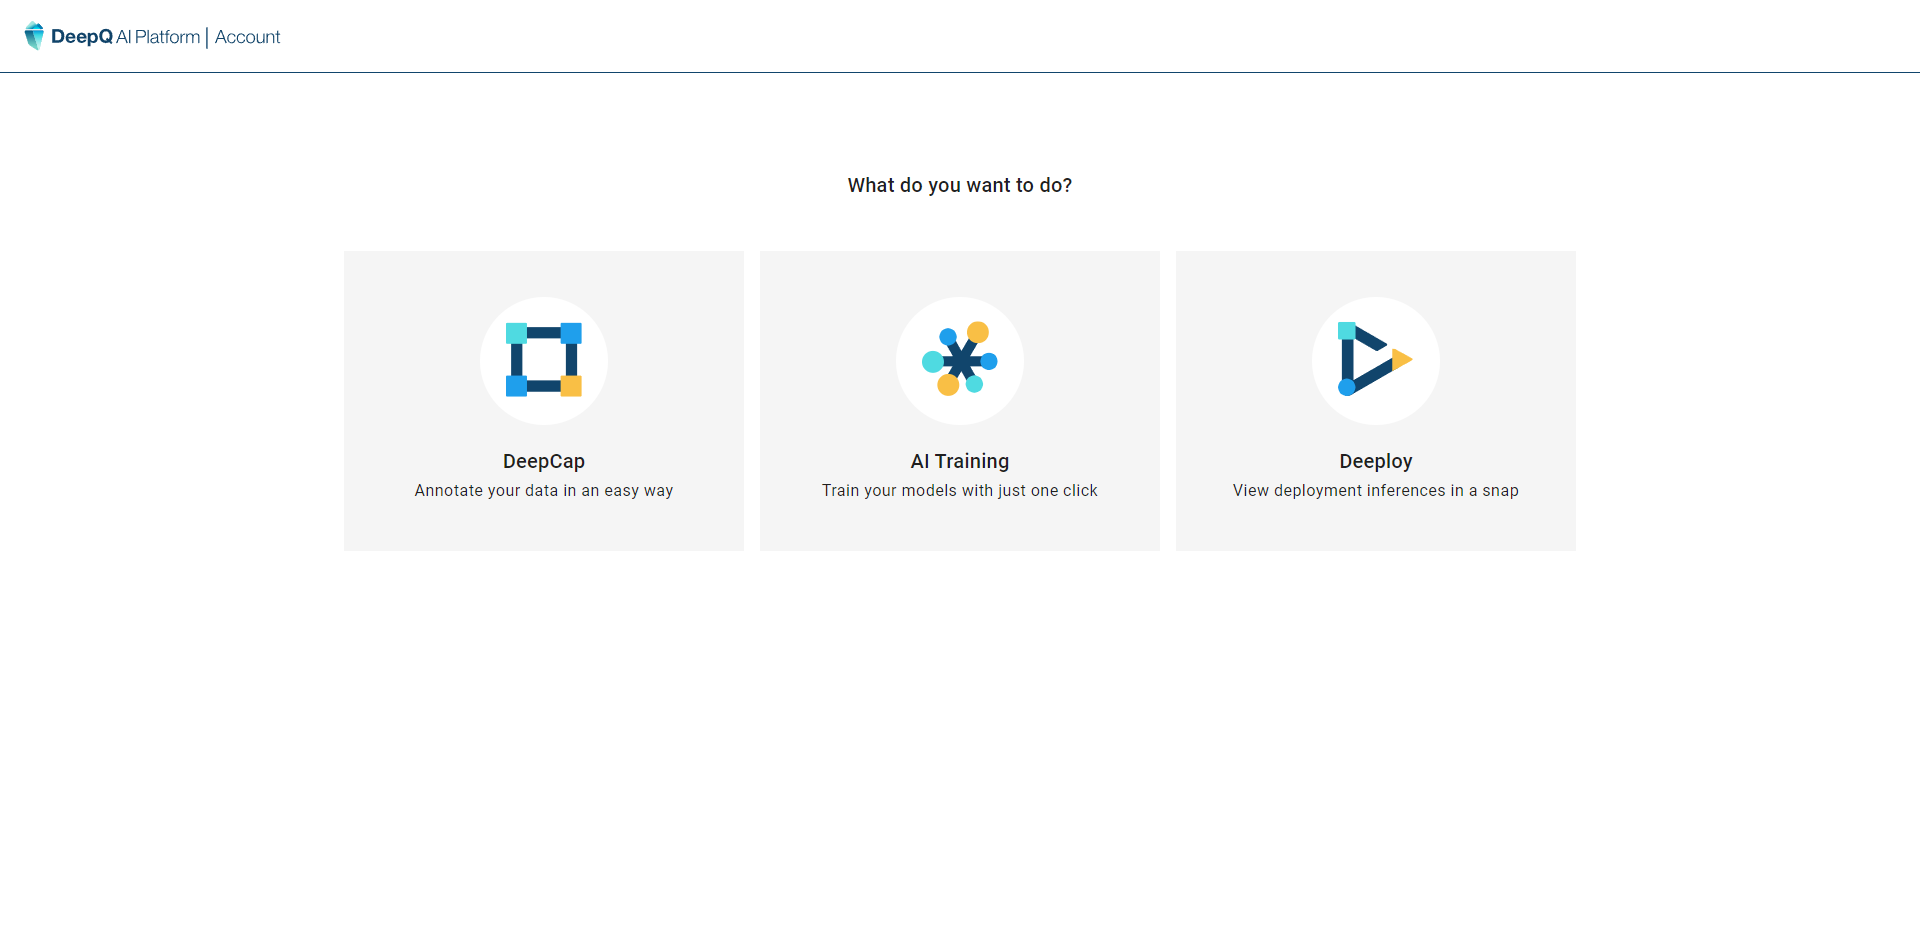 DeepQ AI Platform | Account
What do you want to do?
DeepCap
Annotate your data in an easy way
AI Training
Train your models with just one click
Deeploy
View deployment inferences in a snap